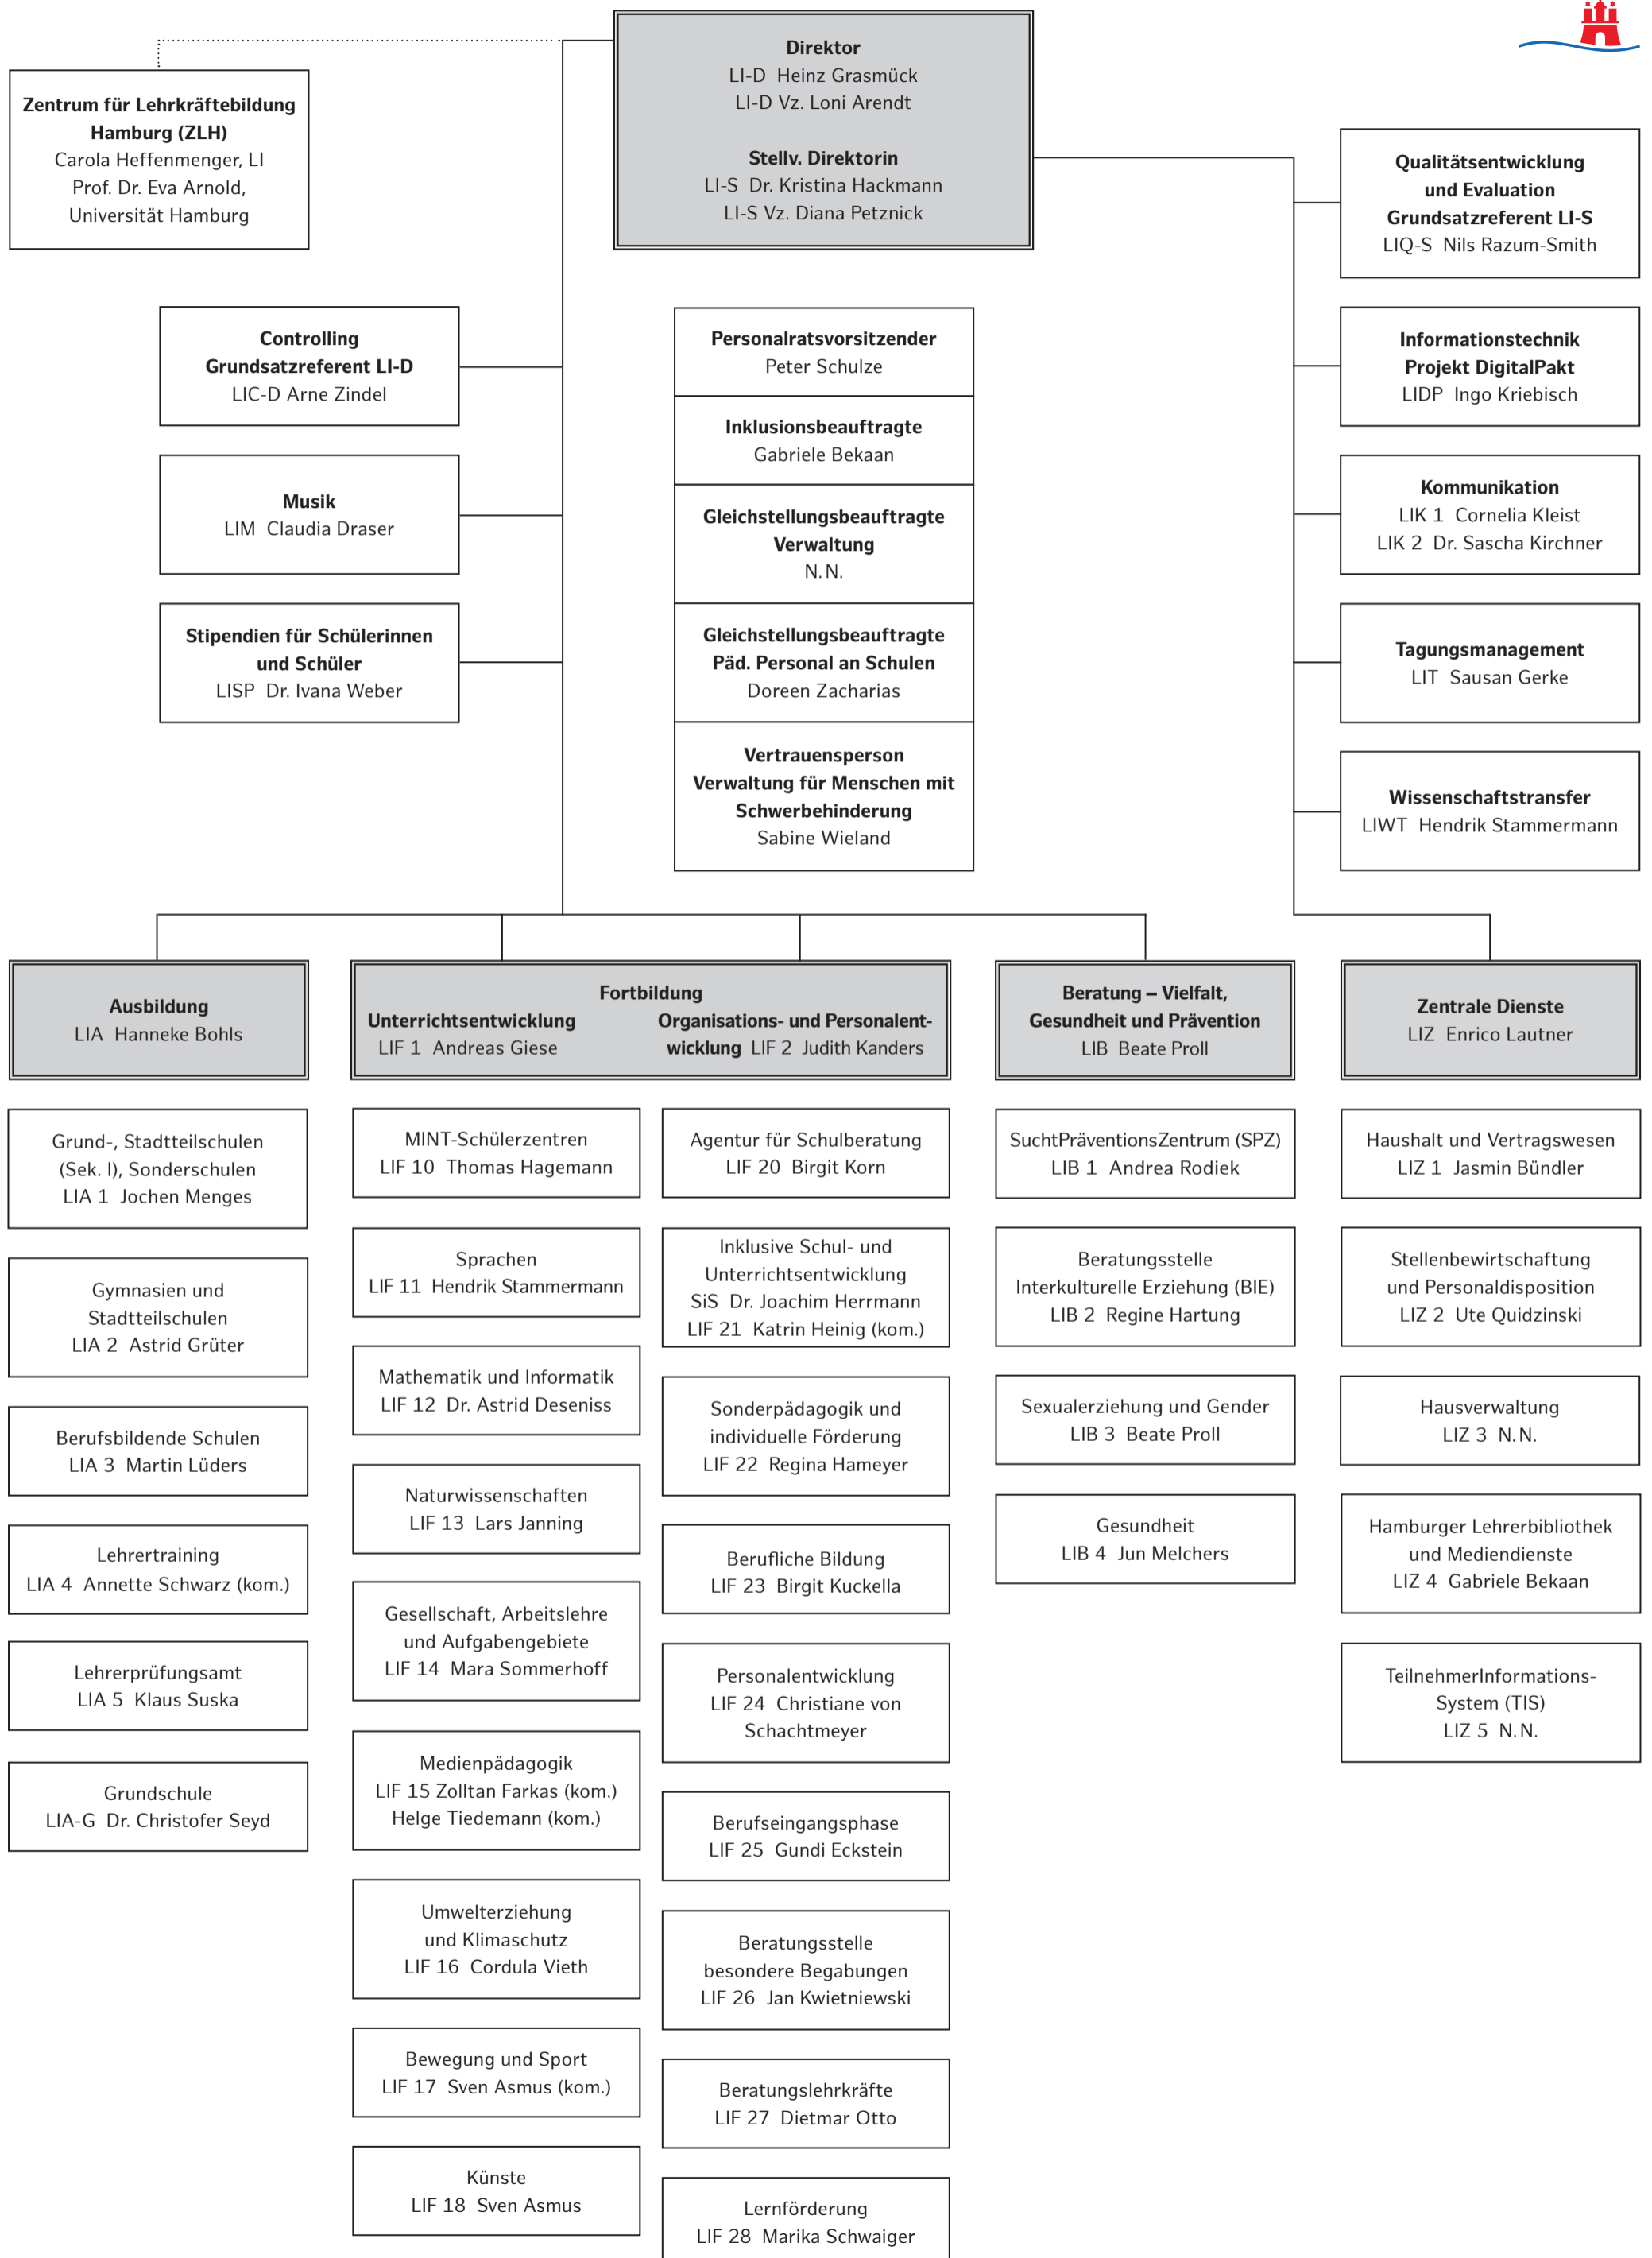 Direktor
LI-D Heinz Grasmück
LI-D Vz. Loni Arendt
Stellv. Direktorin
LI-S Dr. Kristina Hackmann
LI-S Vz. Diana Petznick
Zentrum für Lehrkräftebildung
Hamburg (ZLH)
Carola Heffenmenger, LI
Prof. Dr. Eva Arnold,
Universität Hamburg
Controlling
Grundsatzreferent LI-D
LIC-D Arne Zindel
Musik
LIM Claudia Draser
Stipendien für Schülerinnen
und Schüler
LISP Dr. Ivana Weber
Personalratsvorsitzender
Peter Schulze
Inklusionsbeauftragte
Gabriele Bekaan
Gleichstellungsbeauftragte
Verwaltung
N.N.
Gleichstellungsbeauftragte
Päd. Personal an Schulen
Doreen Zacharias
Vertrauensperson
Verwaltung für Menschen mit
Schwerbehinderung
Sabine Wieland
Qualitätsentwicklung
und Evaluation
Grundsatzreferent LI-S
LIQ-S Nils Razum-Smith
Informationstechnik
Projekt DigitalPakt
LIDP Ingo Kriebisch
Kommunikation
LIK 1 Cornelia Kleist
LIK 2 Dr. Sascha Kirchner
Tagungsmanagement
LIT Sausan Gerke
Wissenschaftstransfer
LIWT Hendrik Stammermann
Ausbildung
LIA Hanneke Bohls
Grund-, Stadtteilschulen
(Sek. I), Sonderschulen
LIA 1 Jochen Menges
Gymnasien und
Stadtteilschulen
LIA 2 Astrid Grüter
Berufsbildende Schulen
LIA 3 Martin Lüders
Lehrertraining
LIA 4 Annette Schwarz (kom.)
Lehrerprüfungsamt
LIA 5 Klaus Suska
Grundschule
LIA-G Dr. Christofer Seyd
Fortbildung
Unterrichtsentwicklung
LIF 1 Andreas Giese
Organisations- und Personalent-
wicklung LIF 2 Judith Kanders
MINT-Schülerzentren
LIF 10 Thomas Hagemann
Sprachen
LIF 11 Hendrik Stammermann
Mathematik und Informatik
LIF 12 Dr. Astrid Deseniss
Naturwissenschaften
LIF 13 Lars Janning
Gesellschaft, Arbeitslehre
und Aufgabengebiete
LIF 14 Mara Sommerhoff
Medienpädagogik
LIF 15 Zolltan Farkas (kom.)
Helge Tiedemann (kom.)
Umwelterziehung
und Klimaschutz
LIF 16 Cordula Vieth
Bewegung und Sport
LIF 17 Sven Asmus (kom.)
Künste
LIF 18 Sven Asmus
Agentur für Schulberatung
LIF 20 Birgit Korn
Inklusive Schul- und
Unterrichtsentwicklung
SiS Dr. Joachim Herrmann
LIF 21 Katrin Heinig (kom.)
Sonderpädagogik und
individuelle Förderung
LIF 22 Regina Hameyer
Berufliche Bildung
LIF 23 Birgit Kuckella
Personalentwicklung
LIF 24 Christiane von
Schachtmeyer
Berufseingangsphase
LIF 25 Gundi Eckstein
Beratungsstelle
besondere Begabungen
LIF 26 Jan Kwietniewski
Beratungslehrkräfte
LIF 27 Dietmar Otto
Lernförderung
LIF 28 Marika Schwaiger
Beratung – Vielfalt,
Gesundheit und Prävention
LIB Beate Proll
SuchtPräventionsZentrum (SPZ)
LIB 1 Andrea Rodiek
Beratungsstelle
Interkulturelle Erziehung (BIE)
LIB 2 Regine Hartung
Sexualerziehung und Gender
LIB 3 Beate Proll
Gesundheit
LIB 4 Jun Melchers
Zentrale Dienste
LIZ Enrico Lautner
Haushalt und Vertragswesen
LIZ 1 Jasmin Bündler
Stellenbewirtschaftung
und Personaldisposition
LIZ 2 Ute Quidzinski
Hausverwaltung
LIZ 3 N.N.
Hamburger Lehrerbibliothek
und Mediendienste
LIZ 4 Gabriele Bekaan
TeilnehmerInformations-
System (TIS)
LIZ 5 N.N.